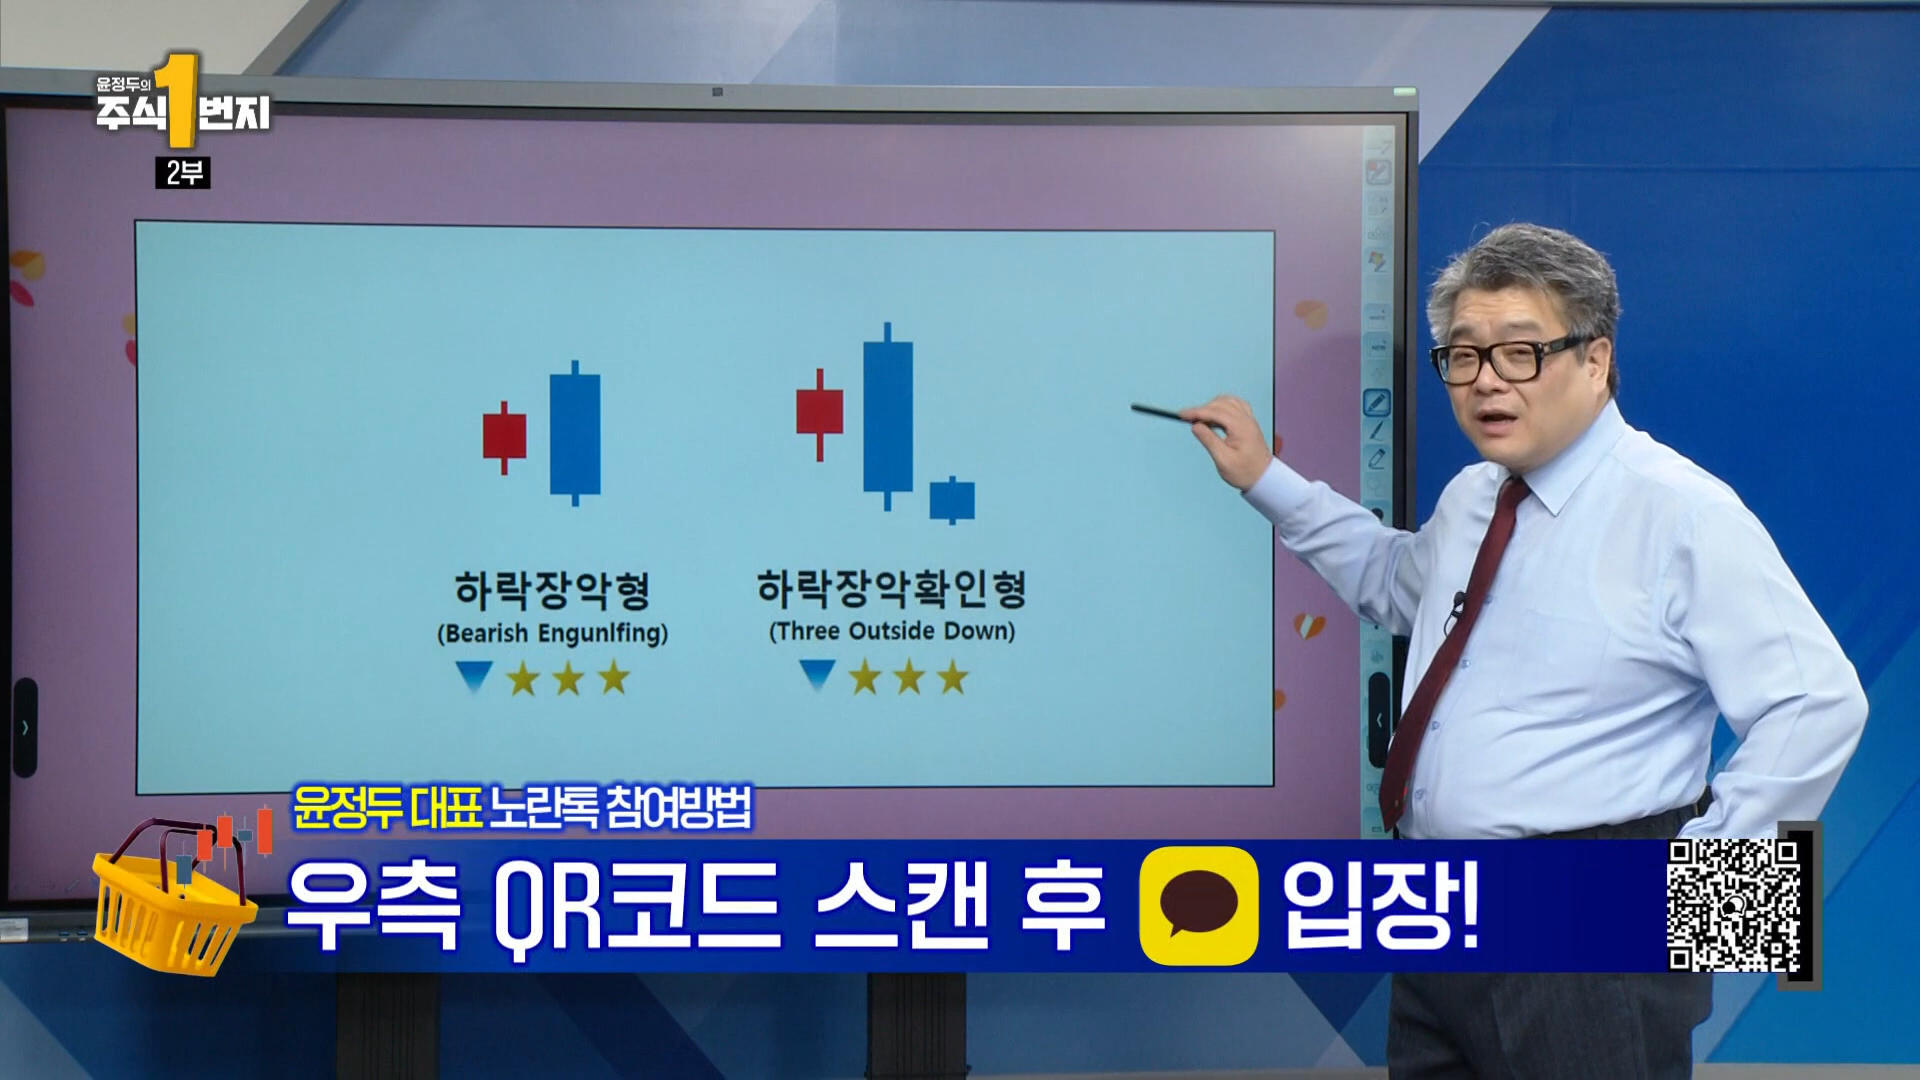 윤정두의
주식1번지
2부
하락장악형
(Bearish Engunlfing)
하락장악확인형
(Three Outside Down)
윤정두 대표 노란톡 참여방법
우측 QR코드 스캔 후 입장!